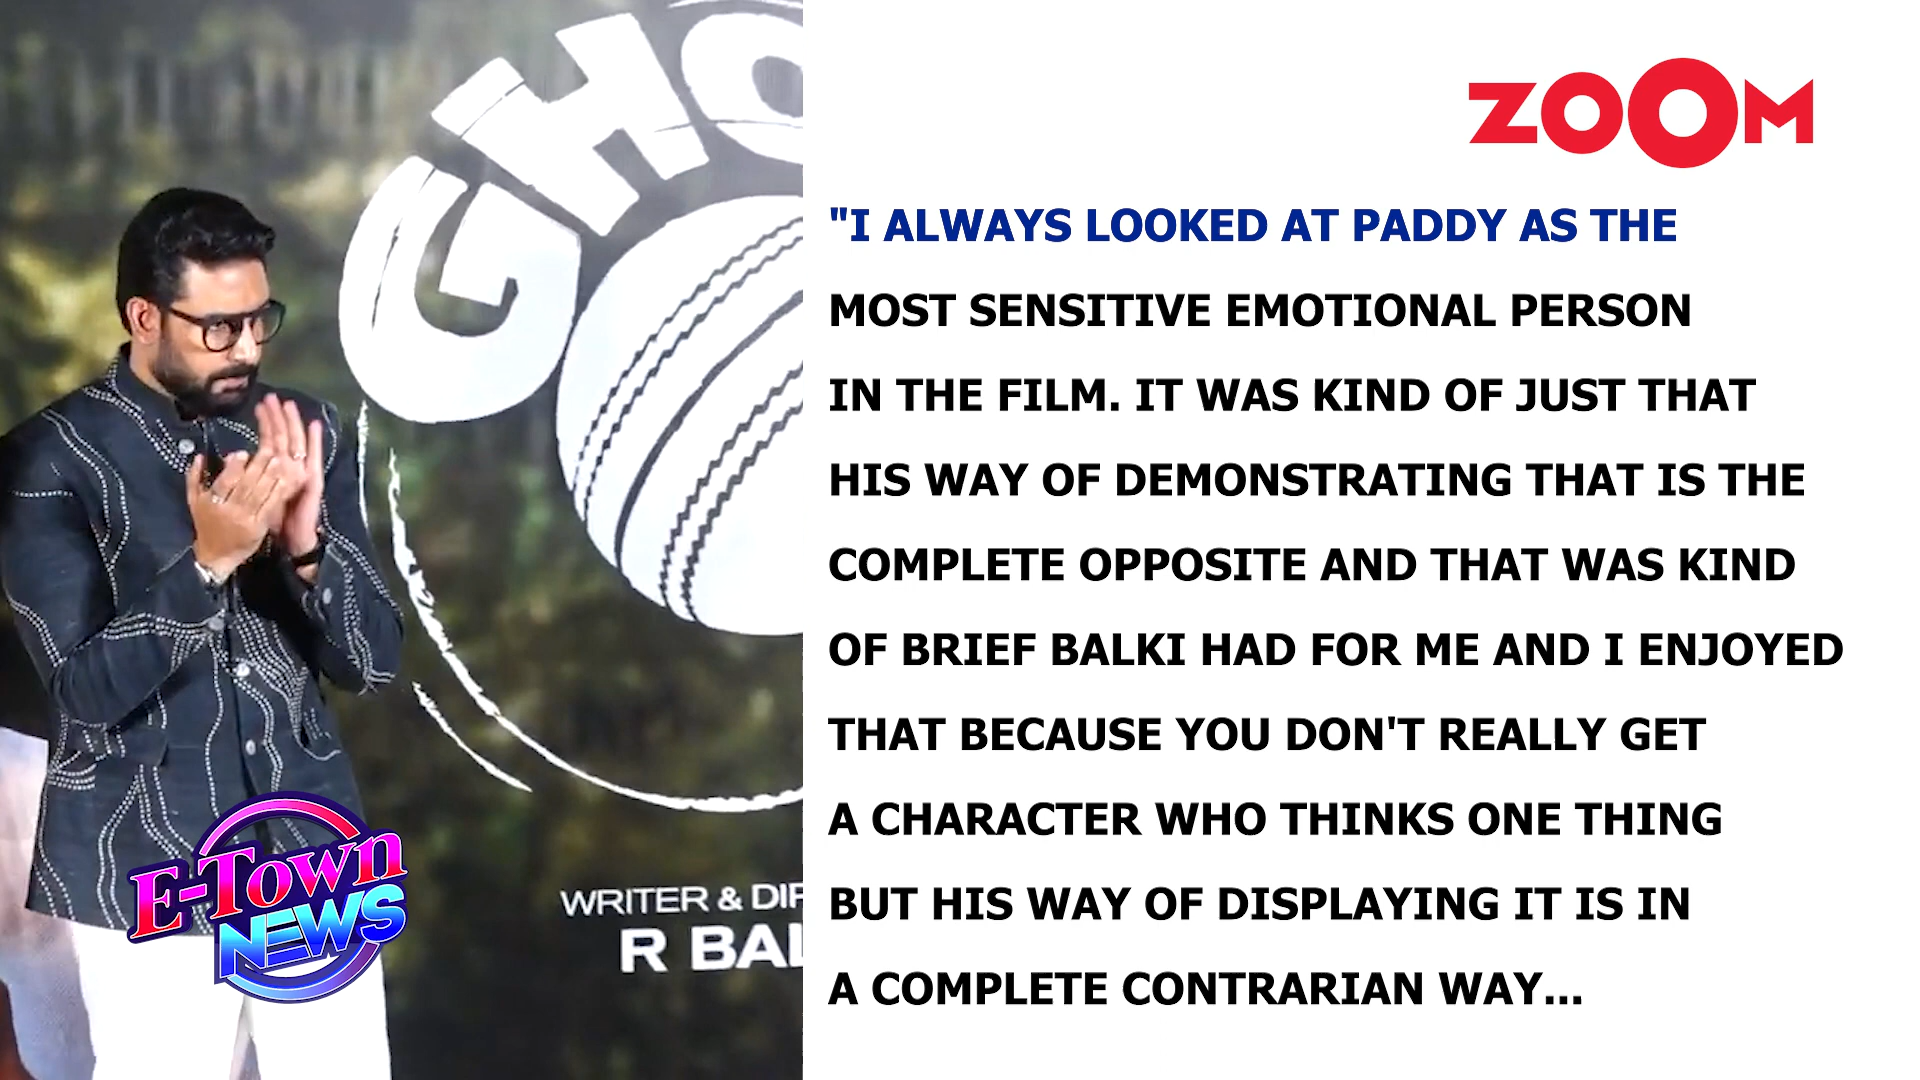 GHO
WRITER & DIR
R BAL
E-TOWN
NEWS
ZOOM
"I ALWAYS LOOKED AT PADDY AS THE
MOST SENSITIVE EMOTIONAL PERSON
IN THE FILM. IT WAS KIND OF JUST THAT
HIS WAY OF DEMONSTRATING THAT IS THE
COMPLETE OPPOSITE AND THAT WAS KIND
OF BRIEF BALKI HAD FOR ME AND I ENJOYED
THAT BECAUSE YOU DON'T REALLY GET
A CHARACTER WHO THINKS ONE THING
BUT HIS WAY OF DISPLAYING IT IS IN
A COMPLETE CONTRARIAN WAY...